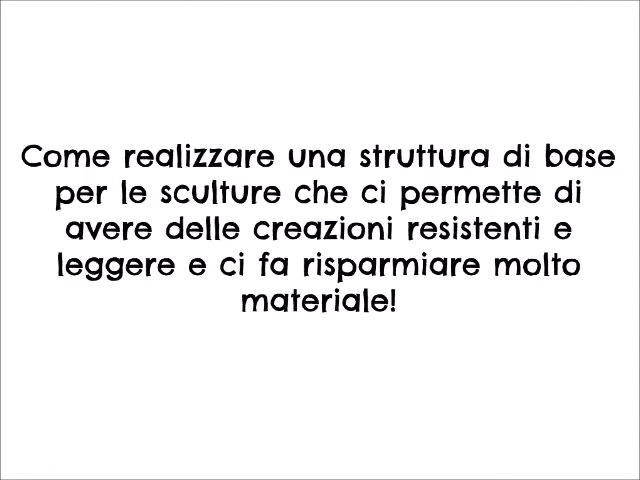 Come realizzare una struttura di base
per le sculture che ci permette di
avere delle creazioni resistenti e
leggere e ci fa risparmiare molto
materiale!